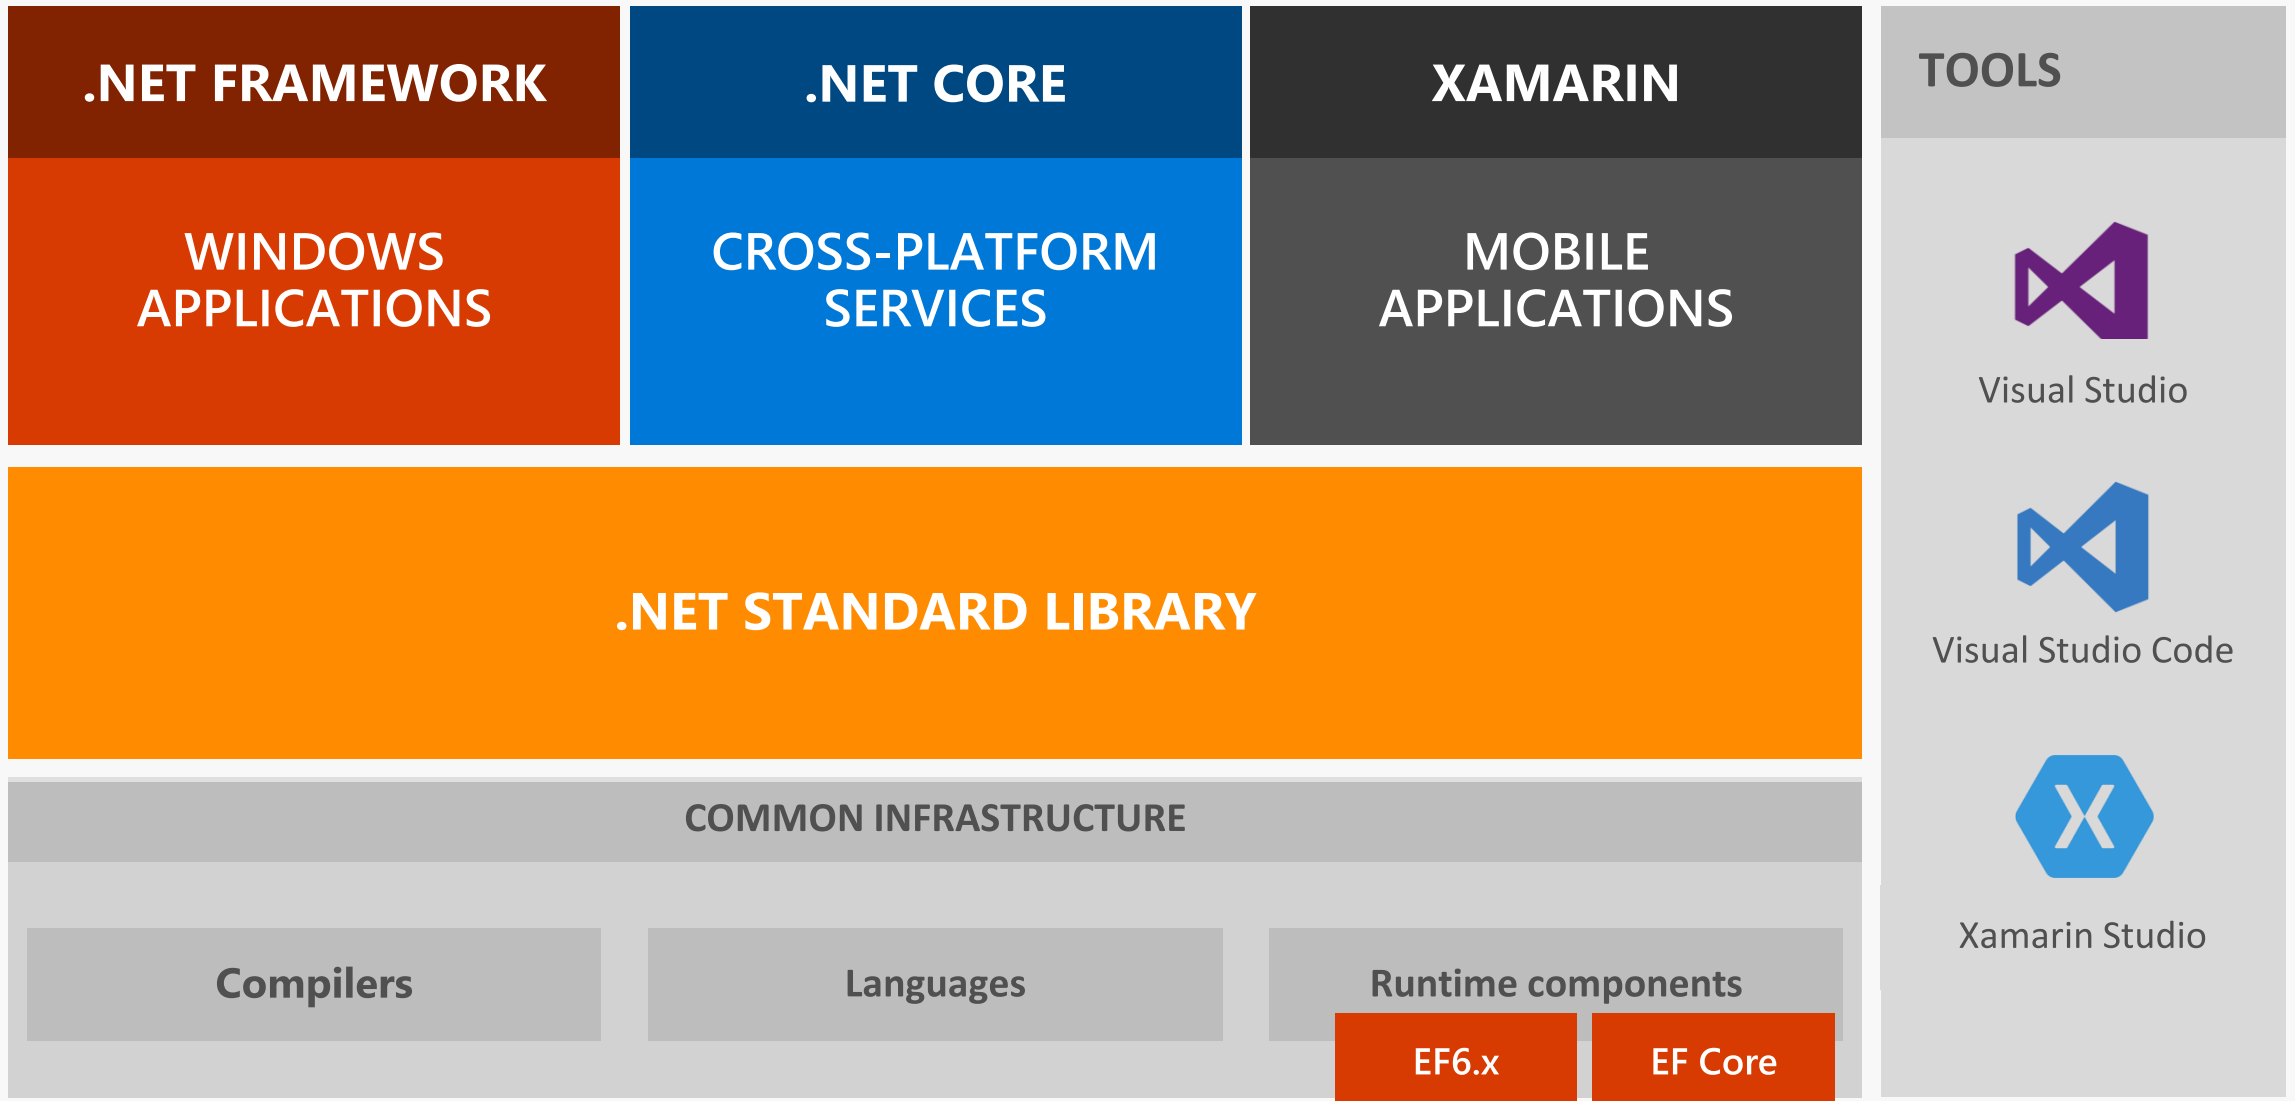 .NET FRAMEWORK
WINDOWS
APPLICATIONS
.NET CORE
CROSS-PLATFORM
SERVICES
XAMARIN
MOBILE
APPLICATIONS
.NET STANDARD LIBRARY
COMMON INFRASTRUCTURE
Compilers
Languages
Runtime components
EF6.x
EF Core
TOOLS
Visual Studio
Visual Studio Code
X
Xamarin Studio